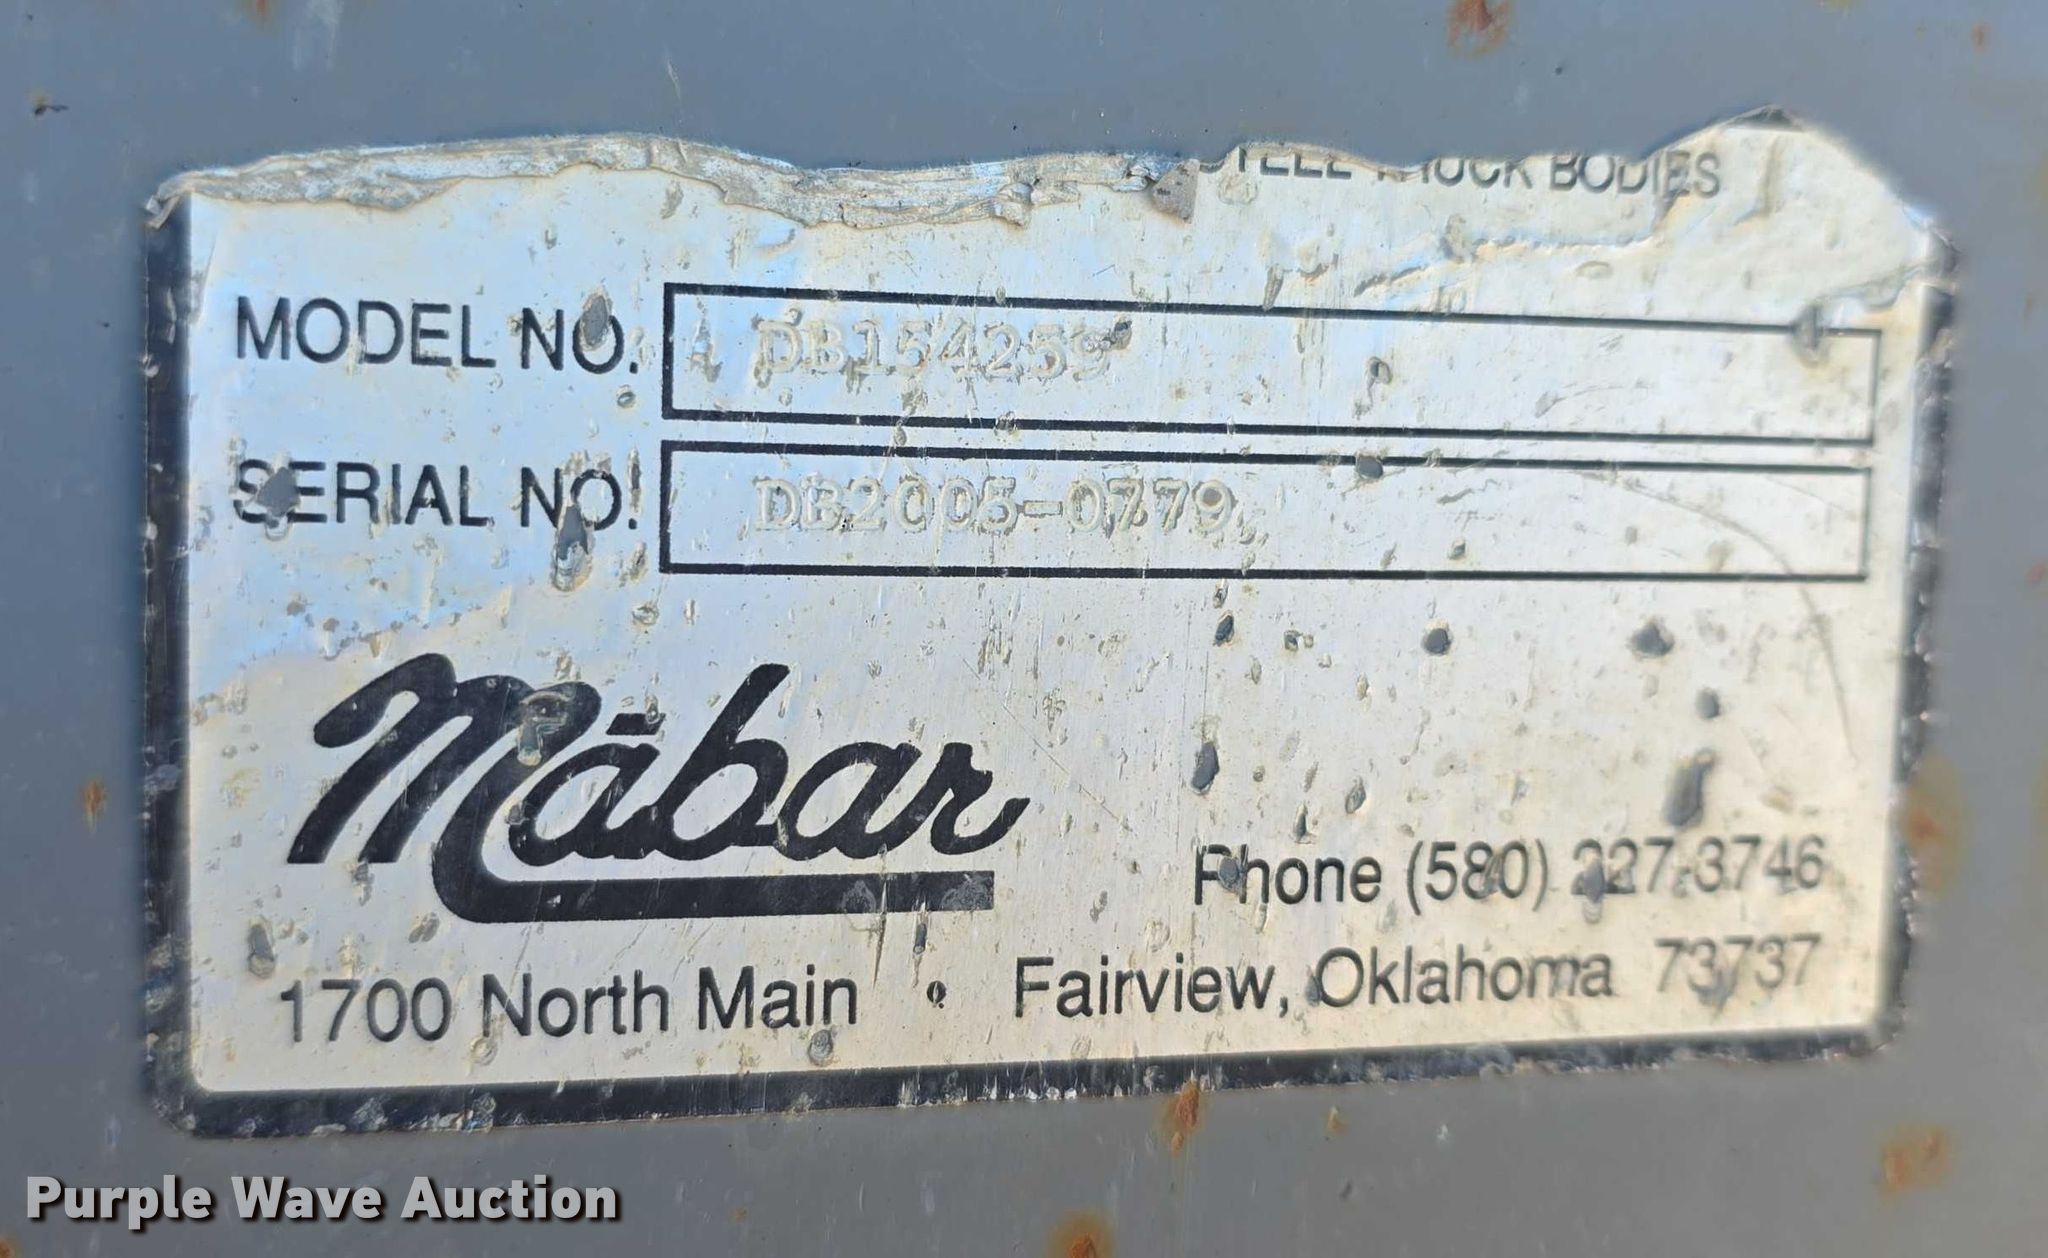 STEEL TRUCK BODIES
MODEL NO. DB154259
SERIAL NO. DB2005-0779
Mābar
Phone (580) 227-3746
1700 North Main • Fairview, Oklahoma 73737
Purple Wave Auction